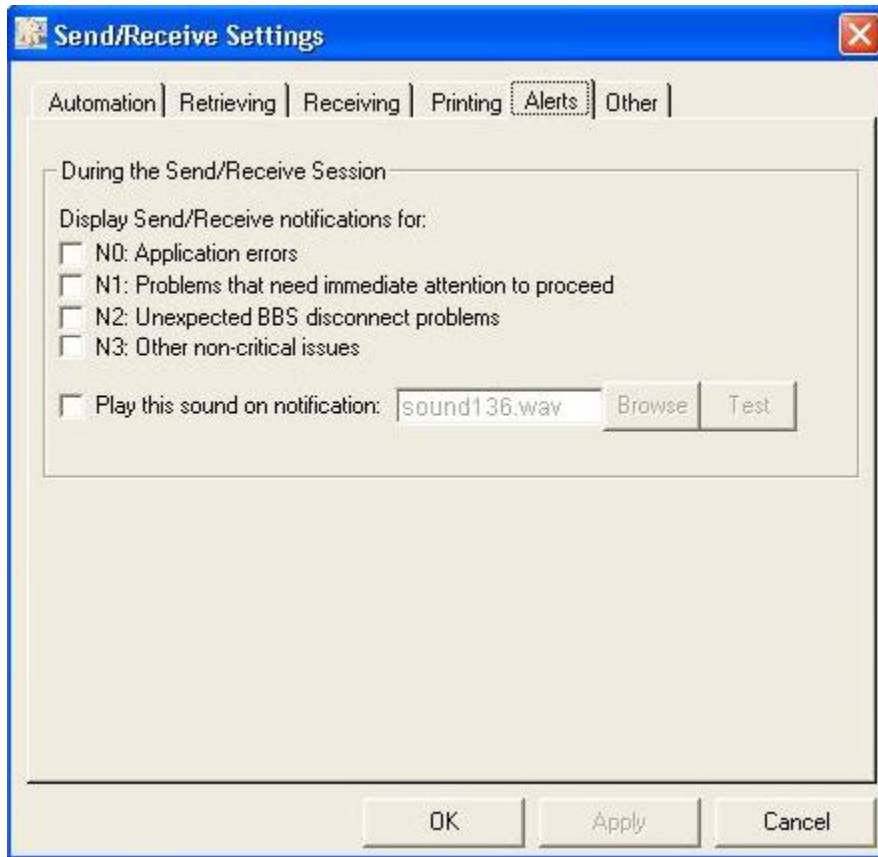 Send/Receive Settings
Automation Retrieving Receiving Printing Alerts Other
During the Send/Receive Session
Display Send/Receive notifications for:
N0: Application errors
N1: Problems that need immediate attention to proceed
N2: Unexpected BBS disconnect problems
N3: Other non-critical issues
Play this sound on notification: sound136.wav Browse Test
OK Apply Cancel